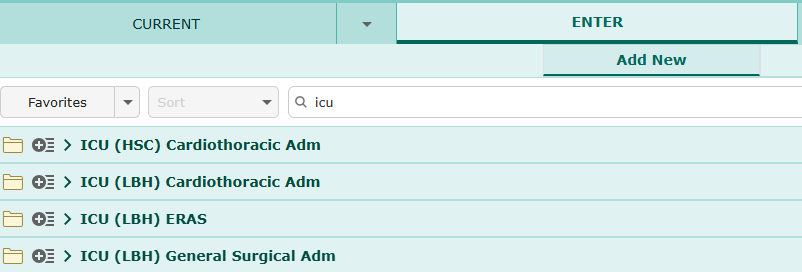 CURRENT ENTER
Add New
Favorites Sort icu
ICU (HSC) Cardiothoracic Adm
ICU (LBH) Cardiothoracic Adm
ICU (LBH) ERAS
ICU (LBH) General Surgical Adm